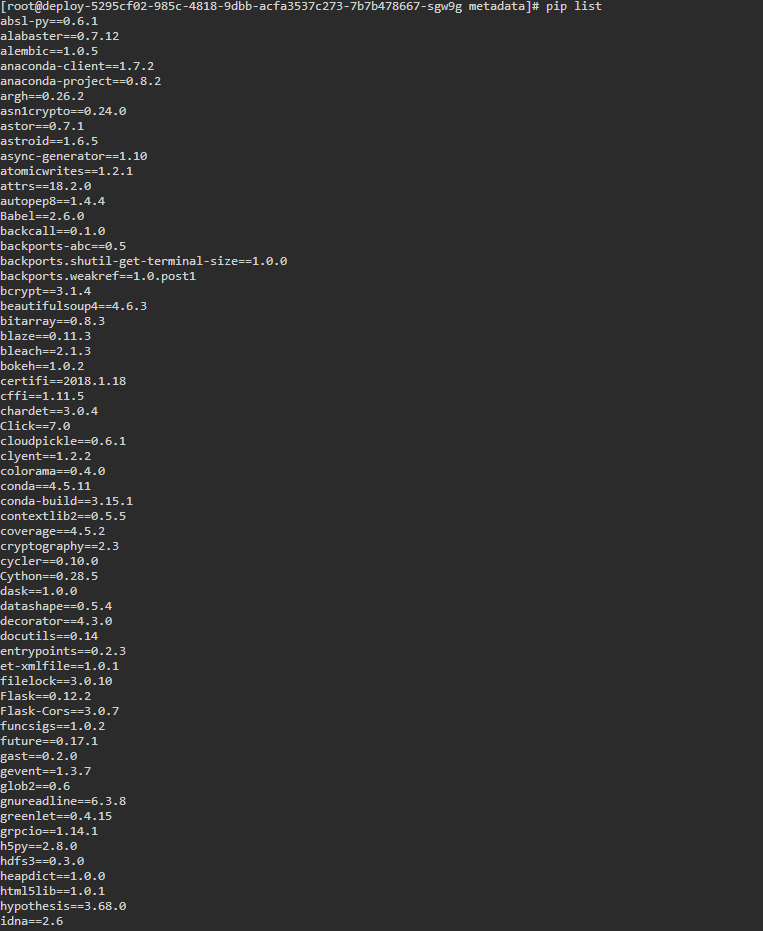 [root@deploy-5295cf02-985c-4818-9dbb-acfa3537c273-7b7b478667-sgw9g metadata]# pip list
absl-py==0.6.1
alabaster==0.7.12
alembic==1.0.5
anaconda-client==1.7.2
anaconda-project==0.8.2
argh==0.26.2
asn1crypto==0.24.0
astor==0.7.1
astroid==1.6.5
async-generator==1.10
atomicwrites==1.2.1
attrs==18.2.0
autopep8==1.4.4
Babel==2.6.0
backcall==0.1.0
backports-abc==0.5
backports.shutil-get-terminal-size==1.0.0
backports.weakref==1.0.post1
bcrypt==3.1.4
beautifulsoup4==4.6.3
bitarray==0.8.3
blaze==0.11.3
bleach==2.1.3
bokeh==1.0.2
certifi==2018.1.18
cffi==1.11.5
chardet==3.0.4
Click==7.0
cloudpickle==0.6.1
clyent==1.2.2
colorama==0.4.0
conda==4.5.11
conda-build==3.15.1
contextlib2==0.5.5
coverage==4.5.2
cryptography==2.3
cycler==0.10.0
Cython==0.28.5
dask==1.0.0
datashape==0.5.4
decorator==4.3.0
docutils==0.14
entrypoints==0.2.3
et-xmlfile==1.0.1
filelock==3.0.10
Flask==0.12.2
Flask-Cors==3.0.7
funcsigs==1.0.2
future==0.17.1
gast==0.2.0
gevent==1.3.7
glob2==0.6
gnureadline==6.3.8
greenlet==0.4.15
grpcio==1.14.1
h5py==2.8.0
hdfs3==0.3.0
heapdict==1.0.0
html5lib==1.0.1
hypothesis==3.68.0
idna==2.6